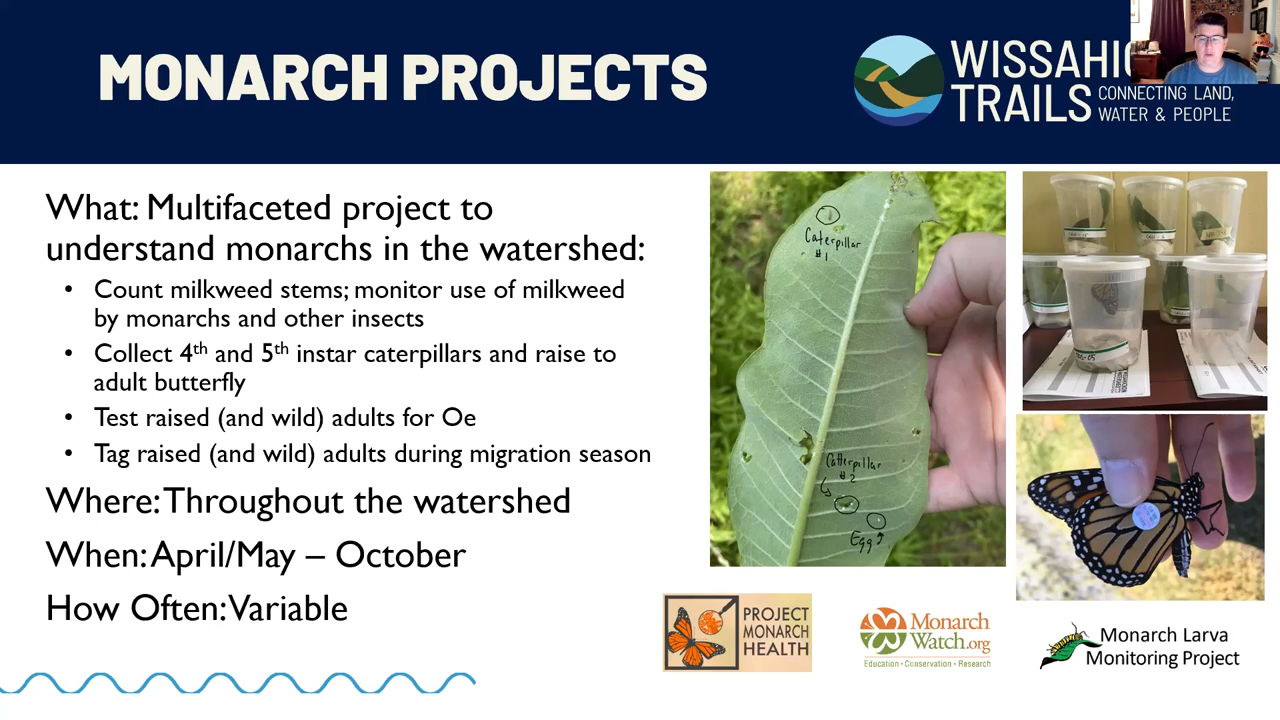 MONARCH PROJECTS
WISSAHI
TRAILS
CONNECTING LAND,
WATER & PEOPLE
What: Multifaceted project to
understand monarchs in the watershed:
• Count milkweed stems; monitor use of milkweed
by monarchs and other insects
• Collect 4th and 5th instar caterpillars and raise to
adult butterfly
• Test raised (and wild) adults for Oe
• Tag raised (and wild) adults during migration season
Where: Throughout the watershed
When: April/May – October
How Often: Variable
Caterpillar
#1
Caterpillar
#2
Egg
PROJECT
MONARCH
HEALTH
Monarch
Watch.org
Education • Conservation • Research
Monarch Larva
Monitoring Project